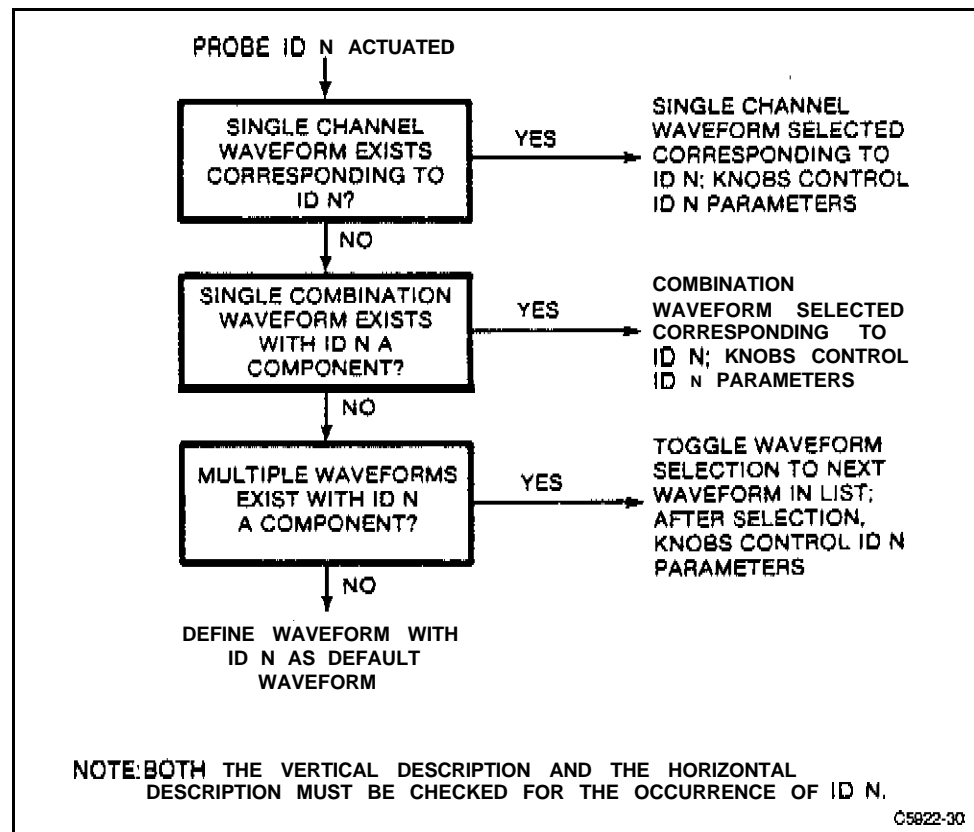 PROBE ID N ACTUATED
SINGLE CHANNEL
WAVEFORM EXISTS
CORRESPONDING TO
ID N?
YES
SINGLE CHANNEL
WAVEFORM SELECTED
CORRESPONDING TO
ID N; KNOBS CONTROL
ID N PARAMETERS
NO
SINGLE COMBINATION
WAVEFORM EXISTS
WITH ID N A
COMPONENT?
YES
COMBINATION
WAVEFORM SELECTED
CORRESPONDING TO
ID N; KNOBS CONTROL
ID N PARAMETERS
NO
MULTIPLE WAVEFORMS
EXIST WITH ID N
A COMPONENT?
YES
TOGGLE WAVEFORM
SELECTION TO NEXT
WAVEFORM IN LIST;
AFTER SELECTION,
KNOBS CONTROL ID N
PARAMETERS
NO
DEFINE WAVEFORM WITH
ID N AS DEFAULT
WAVEFORM
NOTE: BOTH THE VERTICAL DESCRIPTION AND THE HORIZONTAL
DESCRIPTION MUST BE CHECKED FOR THE OCCURRENCE OF ID N.
C5922-30